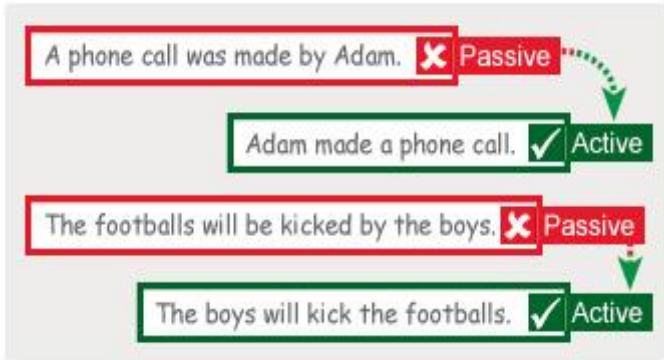 A phone call was made by Adam. Passive
Adam made a phone call. Active
The footballs will be kicked by the boys. Passive
The boys will kick the footballs. Active